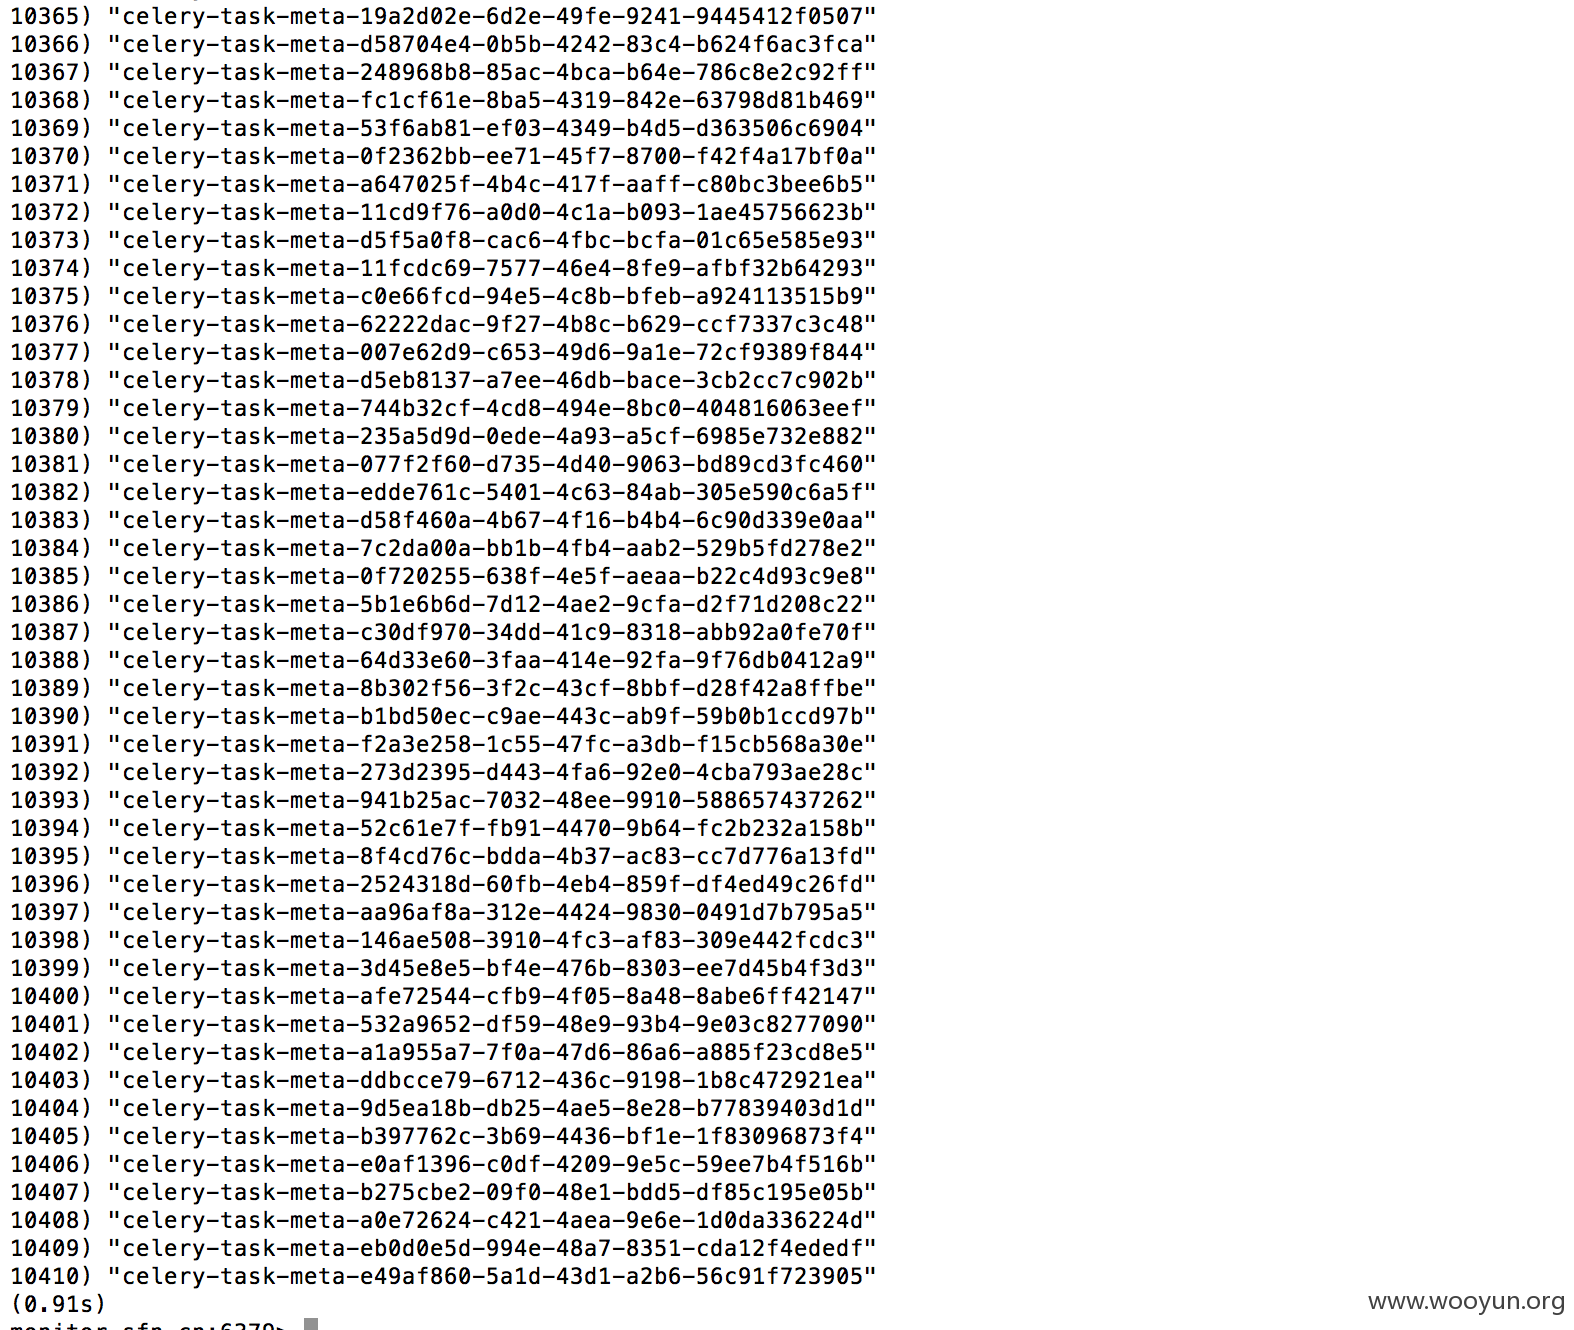 10365) "celery-task-meta-19a2d02e-6d2e-49fe-9241-9445412f0507"
10366) "celery-task-meta-d58704e4-0b5b-4242-83c4-b624f6ac3fca"
10367) "celery-task-meta-248968b8-85ac-4bca-b64e-786c8e2c92ff"
10368) "celery-task-meta-fc1cf61e-8ba5-4319-842e-63798d81b469"
10369) "celery-task-meta-53f6ab81-ef03-4349-b4d5-d363506c6904"
10370) "celery-task-meta-0f2362bb-ee71-45f7-8700-f42f4a17bf0a"
10371) "celery-task-meta-a647025f-4b4c-417f-aaff-c80bc3bee6b5"
10372) "celery-task-meta-11cd9f76-a0d0-4c1a-b093-1ae45756623b"
10373) "celery-task-meta-d5f5a0f8-cac6-4fbc-bcfa-01c65e585e93"
10374) "celery-task-meta-11fcdc69-7577-46e4-8fe9-afbf32b64293"
10375) "celery-task-meta-c0e66fcd-94e5-4c8b-bfeb-a924113515b9"
10376) "celery-task-meta-62222dac-9f27-4b8c-b629-ccf7337c3c48"
10377) "celery-task-meta-007e62d9-c653-49d6-9a1e-72cf9389f844"
10378) "celery-task-meta-d5eb8137-a7ee-46db-bace-3cb2cc7c902b"
10379) "celery-task-meta-744b32cf-4cd8-494e-8bc0-404816063eef"
10380) "celery-task-meta-235a5d9d-0ede-4a93-a5cf-6985e732e882"
10381) "celery-task-meta-077f2f60-d735-4d40-9063-bd89cd3fc460"
10382) "celery-task-meta-edde761c-5401-4c63-84ab-305e590c6a5f"
10383) "celery-task-meta-d58f460a-4b67-4f16-b4b4-6c90d339e0aa"
10384) "celery-task-meta-7c2da00a-bb1b-4fb4-aab2-529b5fd278e2"
10385) "celery-task-meta-0f720255-638f-4e5f-aeaa-b22c4d93c9e8"
10386) "celery-task-meta-5b1e6b6d-7d12-4ae2-9cfa-d2f71d208c22"
10387) "celery-task-meta-c30df970-34dd-41c9-8318-abb92a0fe70f"
10388) "celery-task-meta-64d33e60-3faa-414e-92fa-9f76db0412a9"
10389) "celery-task-meta-8b302f56-3f2c-43cf-8bbf-d28f42a8ffbe"
10390) "celery-task-meta-b1bd50ec-c9ae-443c-ab9f-59b0b1ccd97b"
10391) "celery-task-meta-f2a3e258-1c55-47fc-a3db-f15cb568a30e"
10392) "celery-task-meta-273d2395-d443-4fa6-92e0-4cba793ae28c"
10393) "celery-task-meta-941b25ac-7032-48ee-9910-588657437262"
10394) "celery-task-meta-52c61e7f-fb91-4470-9b64-fc2b232a158b"
10395) "celery-task-meta-8f4cd76c-bdda-4b37-ac83-cc7d776a13fd"
10396) "celery-task-meta-2524318d-60fb-4eb4-859f-df4ed49c26fd"
10397) "celery-task-meta-aa96af8a-312e-4424-9830-0491d7b795a5"
10398) "celery-task-meta-146ae508-3910-4fc3-af83-309e442fcdc3"
10399) "celery-task-meta-3d45e8e5-bf4e-476b-8303-ee7d45b4f3d3"
10400) "celery-task-meta-afe72544-cfb9-4f05-8a48-8abe6ff42147"
10401) "celery-task-meta-532a9652-df59-48e9-93b4-9e03c8277090"
10402) "celery-task-meta-a1a955a7-7f0a-47d6-86a6-a885f23cd8e5"
10403) "celery-task-meta-ddbcce79-6712-436c-9198-1b8c472921ea"
10404) "celery-task-meta-9d5ea18b-db25-4ae5-8e28-b77839403d1d"
10405) "celery-task-meta-b397762c-3b69-4436-bf1e-1f83096873f4"
10406) "celery-task-meta-e0af1396-c0df-4209-9e5c-59ee7b4f516b"
10407) "celery-task-meta-b275cbe2-09f0-48e1-bdd5-df85c195e05b"
10408) "celery-task-meta-a0e72624-c421-4aea-9e6e-1d0da336224d"
10409) "celery-task-meta-eb0d0e5d-994e-48a7-8351-cda12f4ededf"
10410) "celery-task-meta-e49af860-5a1d-43d1-a2b6-56c91f723905"
(0.91s)
www.wooyun.org